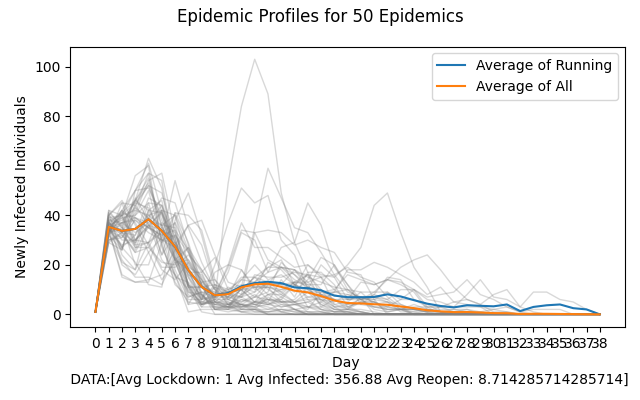 Epidemic Profiles for 50 Epidemics
Average of Running
Average of All
Newly Infected Individuals
100
80
60
40
20
0
0 1 2 3 4 5 6 7 8 9 10 11 12 13 14 15 16 17 18 19 20 21 22 23 24 25 26 27 28 29 30 31 32 33 34 35 36 37 38
Day
DATA:[Avg Lockdown: 1 Avg Infected: 356.88 Avg Reopen: 8.714285714285714]